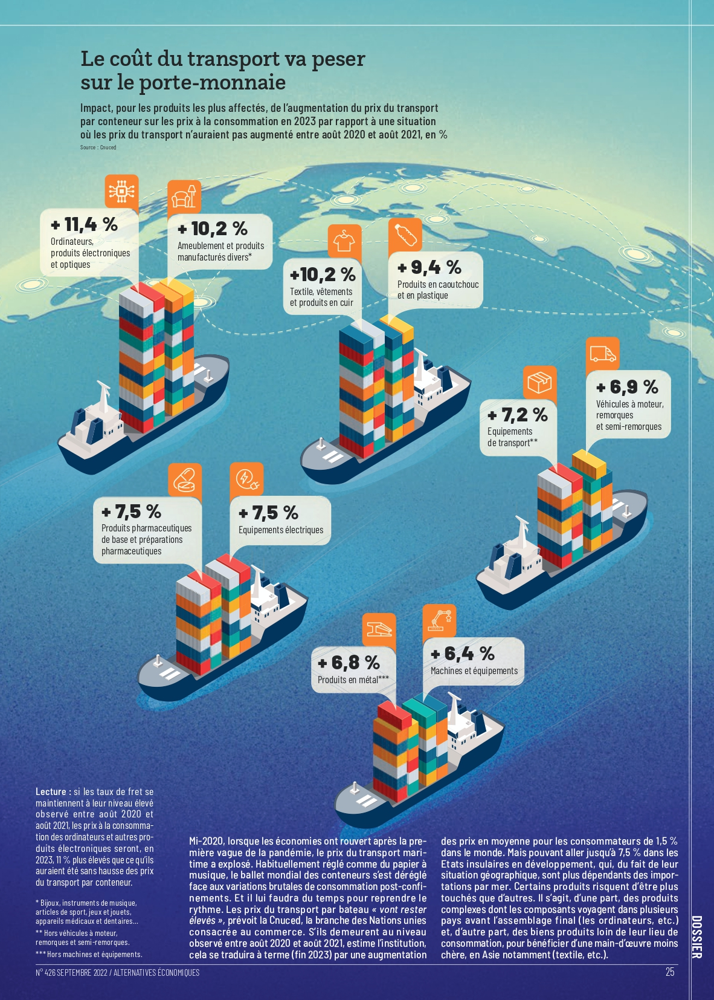 Le coût du transport va peser
sur le porte-monnaie
Impact, pour les produits les plus affectés, de l'augmentation du prix du transport
par conteneur sur les prix à la consommation en 2023 par rapport à une situation
où les prix du transport n'auraient pas augmenté entre août 2020 et août 2021, en %
Source : Cnuced
+ 11,4 %
Ordinateurs,
produits électroniques
et optiques
+ 10,2 %
Ameublement et produits
manufacturés divers*
+10,2 %
Textile, vêtements
et produits en cuir
+ 9,4 %
Produits en caoutchouc
et en plastique
+ 7,2 %
Equipements
de transport**
+ 6,9 %
Véhicules à moteur,
remorques
et semi-remorques
+ 7,5 %
Produits pharmaceutiques
de base et préparations
pharmaceutiques
+ 7,5 %
Equipements électriques
+ 6,8 %
Produits en métal***
+ 6,4 %
Machines et équipements
Lecture : si les taux de fret se
maintiennent à leur niveau élevé
observé entre août 2020 et
août 2021, les prix à la consomma-
tion des ordinateurs et autres pro-
duits électroniques seront, en
2023, 11 % plus élevés que ce qu'ils
auraient été sans hausse des prix
du transport par conteneur.
* Bijoux, instruments de musique,
articles de sport, jeux et jouets,
appareils médicaux et dentaires...
** Hors véhicules à moteur,
remorques et semi-remorques.
*** Hors machines et équipements.
Mi-2020, lorsque les économies ont rouvert après la pre-
mière vague de la pandémie, le prix du transport mari-
time a explosé. Habituellement réglé comme du papier à
musique, le ballet mondial des conteneurs s'est déréglé
face aux variations brutales de consommation post-confi-
nements. Et il lui faudra du temps pour reprendre le
rythme. Les prix du transport par bateau « vont rester
élevés », prévoit la Cnuced, la branche des Nations unies
consacrée au commerce. S'ils demeurent au niveau
observé entre août 2020 et août 2021, estime l'institution,
cela se traduira à terme (fin 2023) par une augmentation
des prix en moyenne pour les consommateurs de 1,5 %
dans le monde. Mais pouvant aller jusqu'à 7,5 % dans les
Etats insulaires en développement, qui, du fait de leur
situation géographique, sont plus dépendants des impor-
tations par mer. Certains produits risquent d'être plus
touchés que d'autres. Il s'agit, d'une part, des produits
complexes dont les composants voyagent dans plusieurs
pays avant l'assemblage final (les ordinateurs, etc.)
et, d'autre part, des biens produits loin de leur lieu de
consommation, pour bénéficier d'une main-d'œuvre moins
chère, en Asie notamment (textile, etc.).
DOSSIER
N° 426 SEPTEMBRE 2022 / ALTERNATIVES ÉCONOMIQUES
25